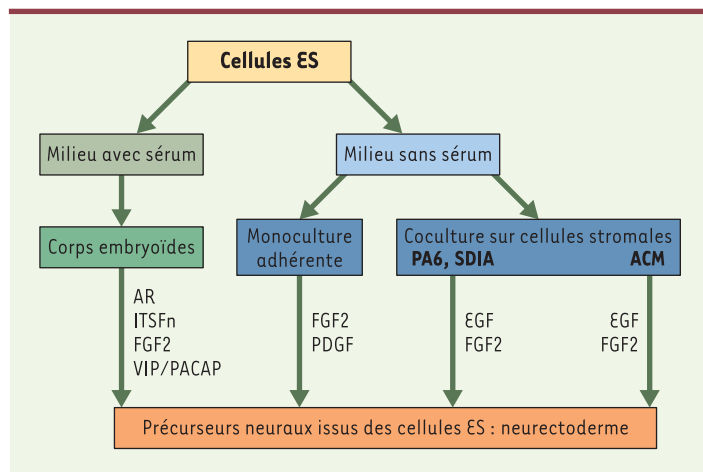 Cellules ES
Milieu avec sérum
Milieu sans sérum
Corps embryoïdes
Monoculture
adhérente
Coculture sur cellules stromales
PA6, SDIA ACM
AR
ITSFn
FGF2
VIP/PACAP
FGF2
PDGF
EGF
FGF2
EGF
FGF2
Précurseurs neuraux issus des cellules ES : neurectoderme